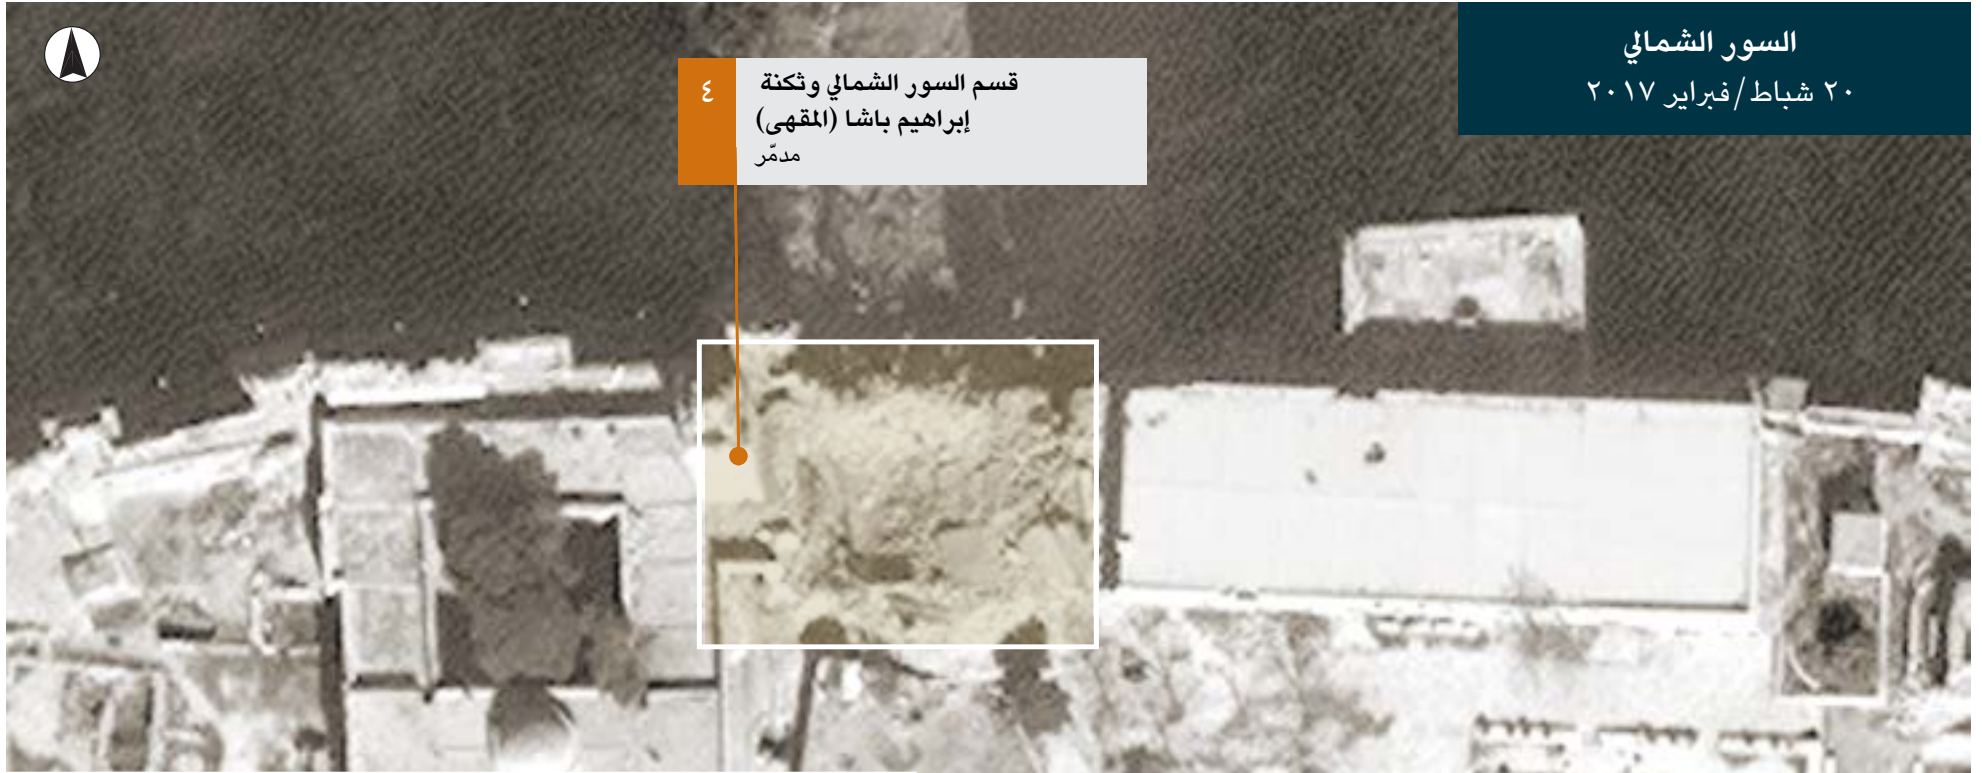 السور الشمالي
٢٠ شباط/فبراير ٢٠١٧
٤
قسم السور الشمالي وثكنة
إبراهيم باشا (المقهى)
مدمّر